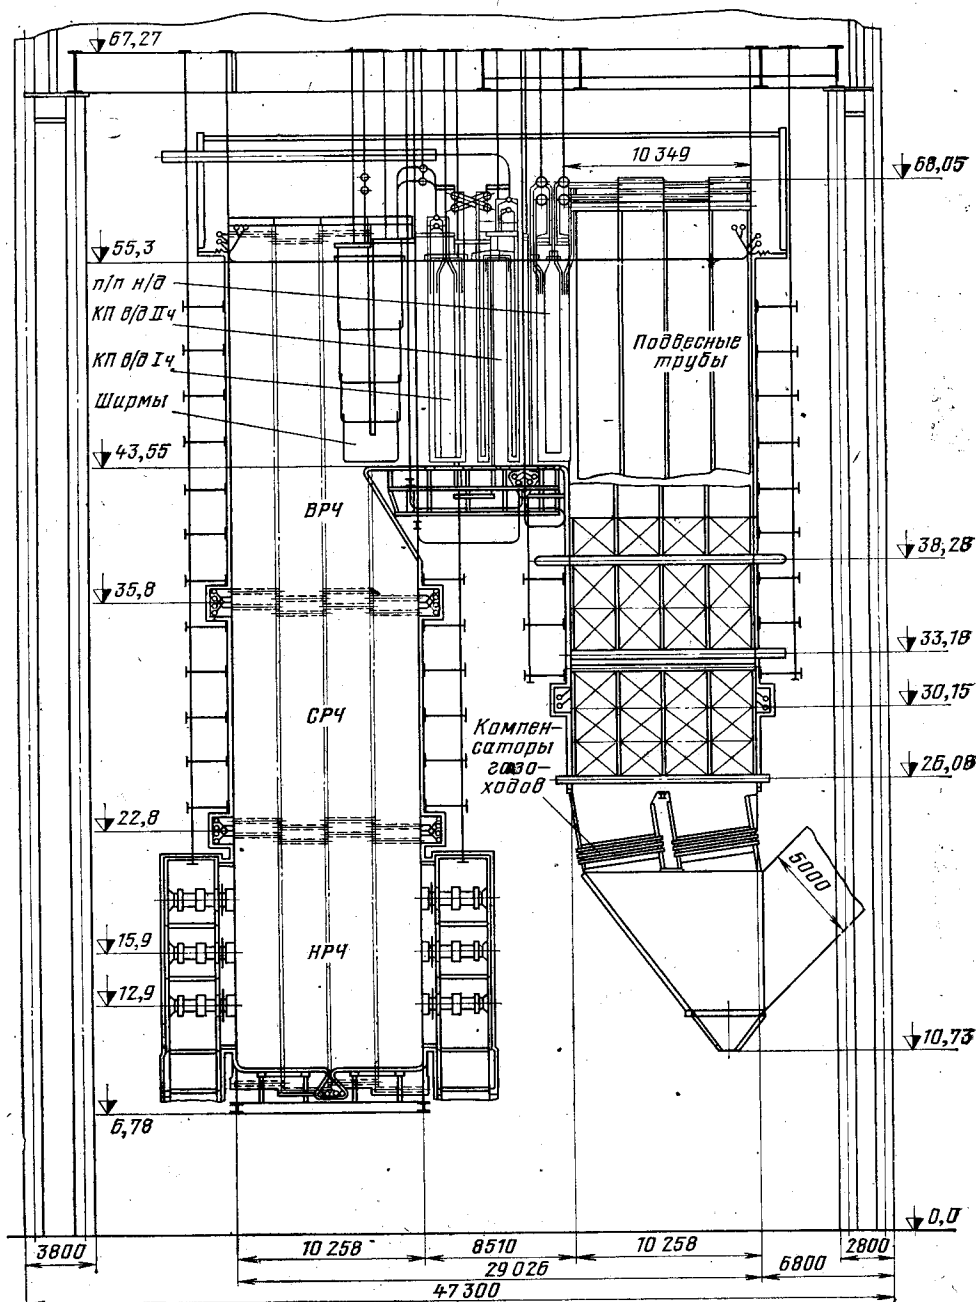 67,27
10 349
68,05
55,3
п/п н/д
КП в/д II ч
КП в/д I ч
Ширмы
43,55
Подвесные
трубы
ВРЧ
38,28
35,8
33,18
30,15
СРЧ
Компен-
саторы
газо-
ходов
26,08
22,8
5000
15,9
НРЧ
12,9
10,73
6,78
0,0
3800
10 258
8510
10 258
2800
29 026
6800
47 300